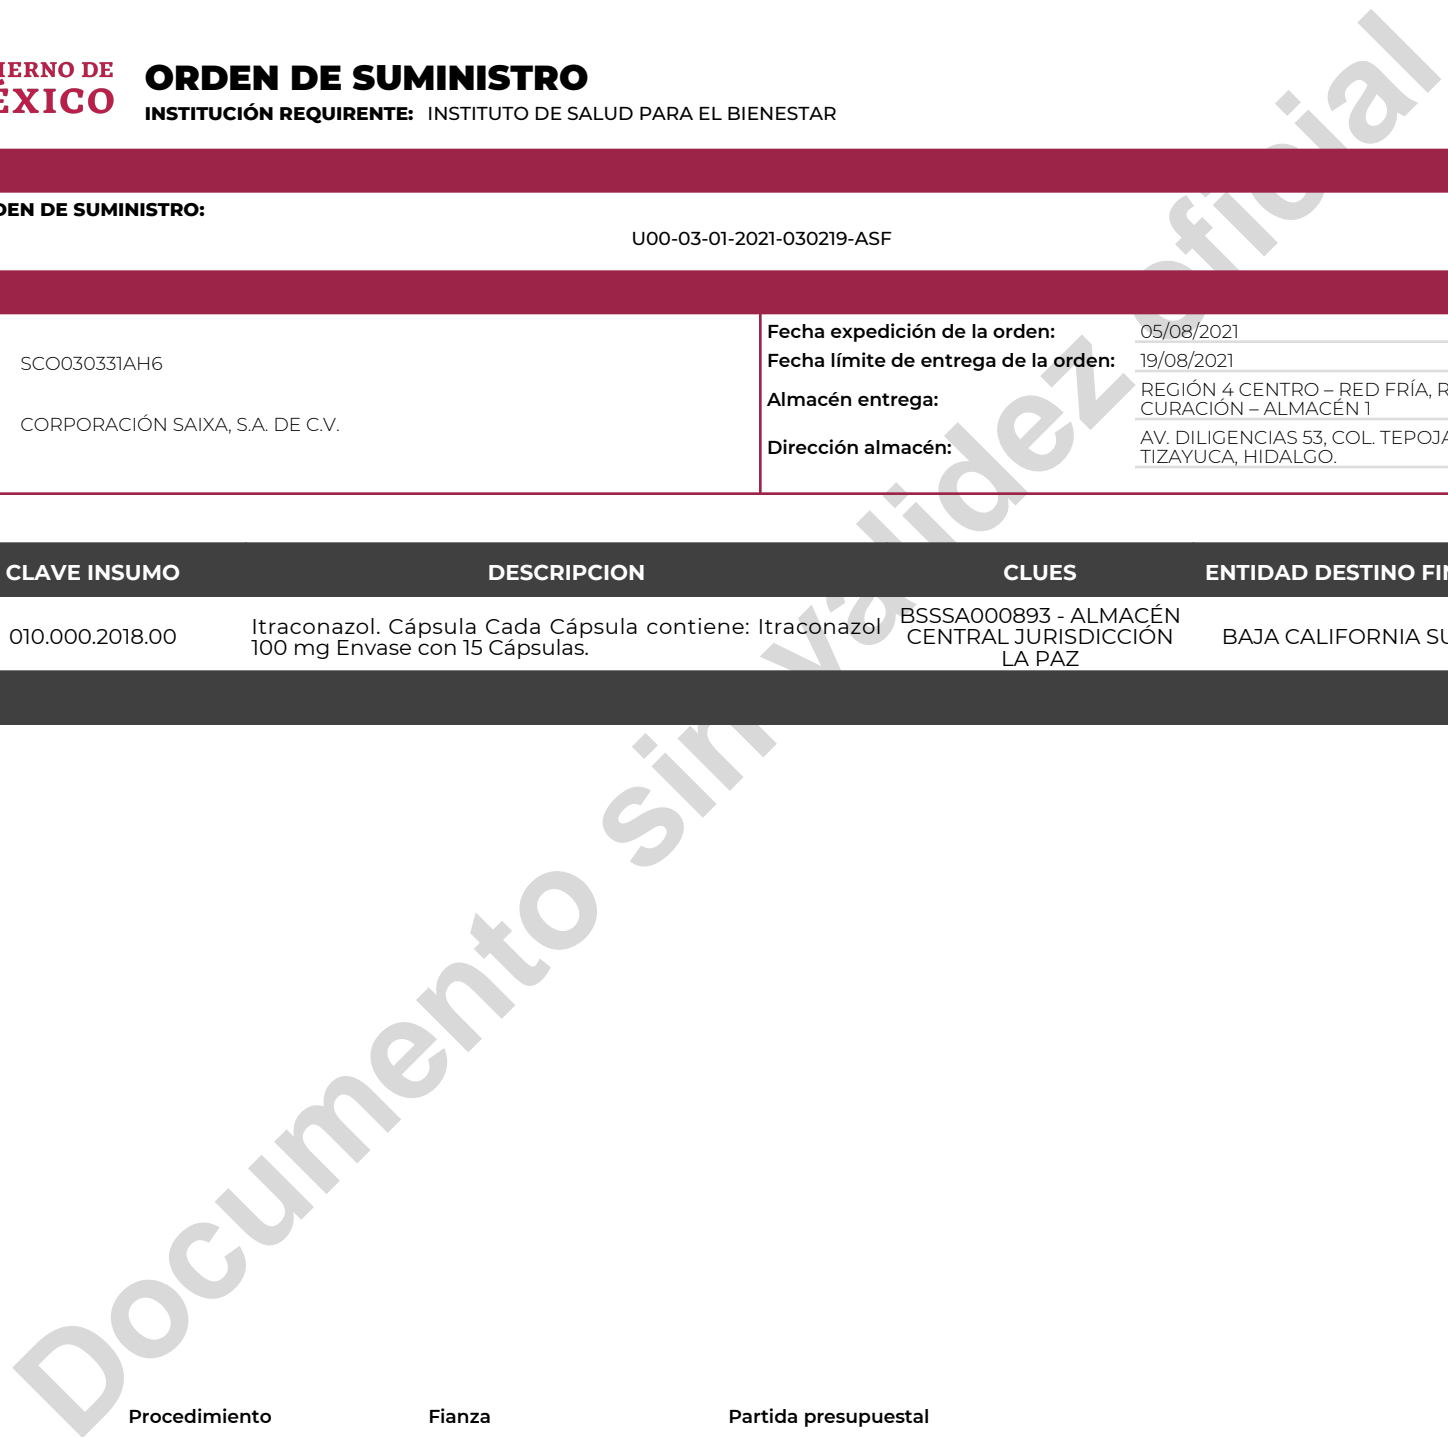 IERNO DE
ÉXICO
ORDEN DE SUMINISTRO
INSTITUCIÓN REQUIRENTE: INSTITUTO DE SALUD PARA EL BIENESTAR
DEN DE SUMINISTRO:
U00-03-01-2021-030219-ASF
SCO030331AH6
CORPORACIÓN SAIXA, S.A. DE C.V.
Fecha expedición de la orden: 05/08/2021
Fecha límite de entrega de la orden: 19/08/2021
Almacén entrega: REGIÓN 4 CENTRO – RED FRÍA, R
CURACIÓN – ALMACÉN 1
Dirección almacén: AV. DILIGENCIAS 53, COL. TEPOJA
TIZAYUCA, HIDALGO.
CLAVE INSUMO DESCRIPCION CLUES ENTIDAD DESTINO FIN
010.000.2018.00
Itraconazol. Cápsula Cada Cápsula contiene: Itraconazol
100 mg Envase con 15 Cápsulas.
BSSSA000893 - ALMACÉN
CENTRAL JURISDICCIÓN
LA PAZ
BAJA CALIFORNIA SU
Documento sin validez oficial
Procedimiento Fianza Partida presupuestal